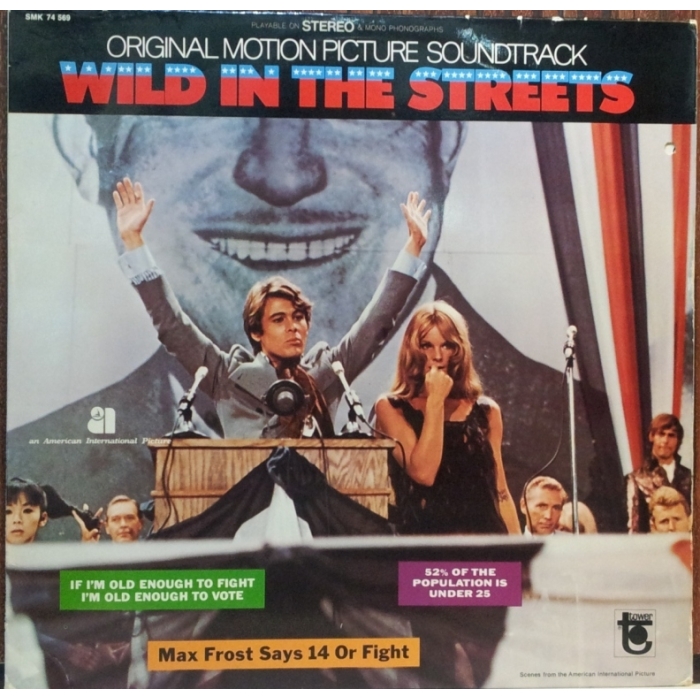 SMK 74 569
PLAYABLE ON STEREO & MONO PHONOGRAPHS
ORIGINAL MOTION PICTURE SOUNDTRACK
WILD IN THE STREETS
a
an American International Picture
IF I'M OLD ENOUGH TO FIGHT
I'M OLD ENOUGH TO VOTE
52% OF THE
POPULATION IS
UNDER 25
Max Frost Says 14 Or Fight
tower
Scenes from the American International Picture